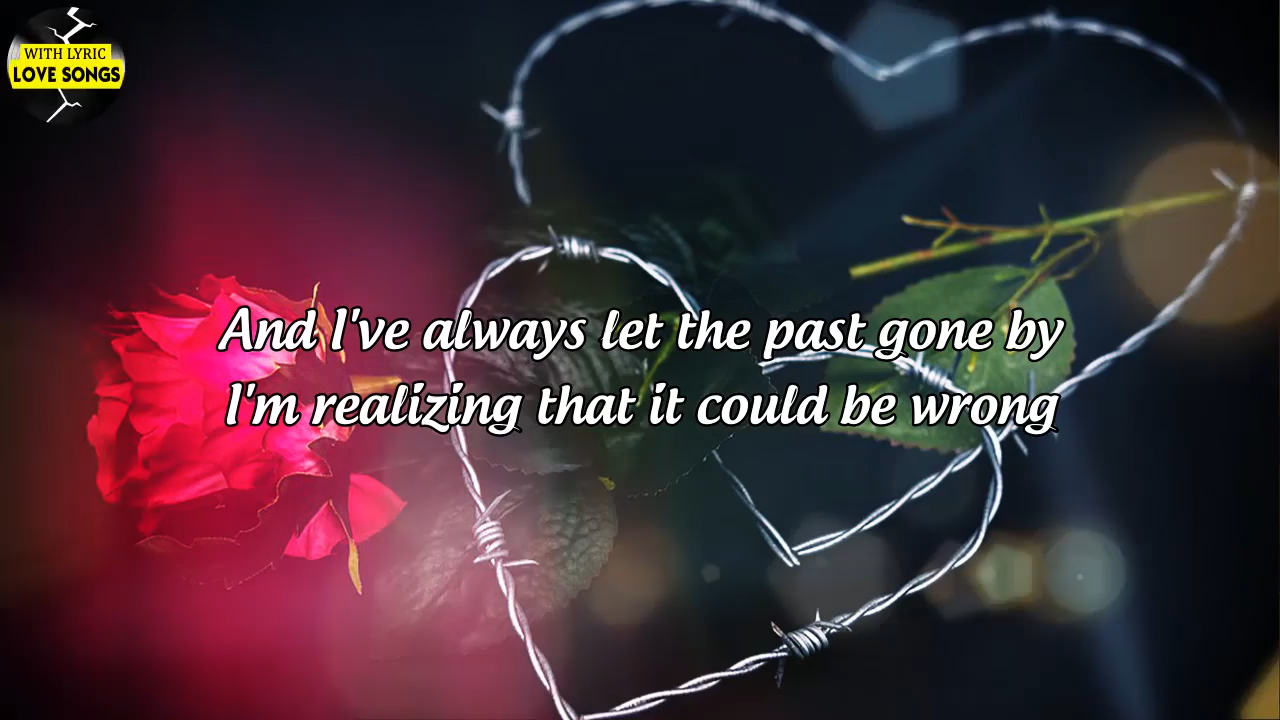 WITH LYRIC
LOVE SONGS
And I've always let the past gone by
I'm realizing that it could be wrong